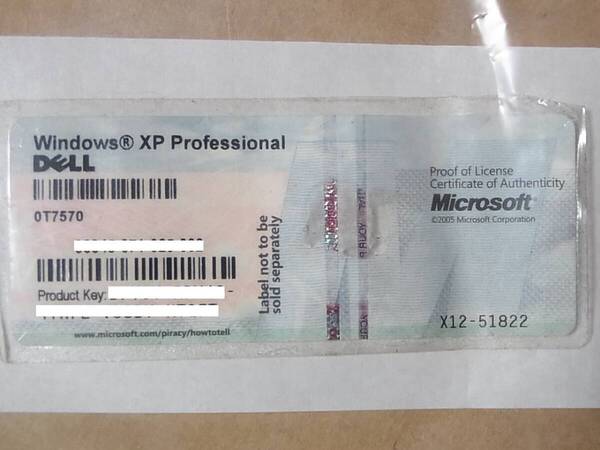 Windows® XP Professional
DELL
0T7570
Product Key:
www.microsoft.com/piracy/howtotell
Label not to be
sold separately
Proof of License
Certificate of Authenticity
Microsoft®
©2005 Microsoft Corporation
X12-51822